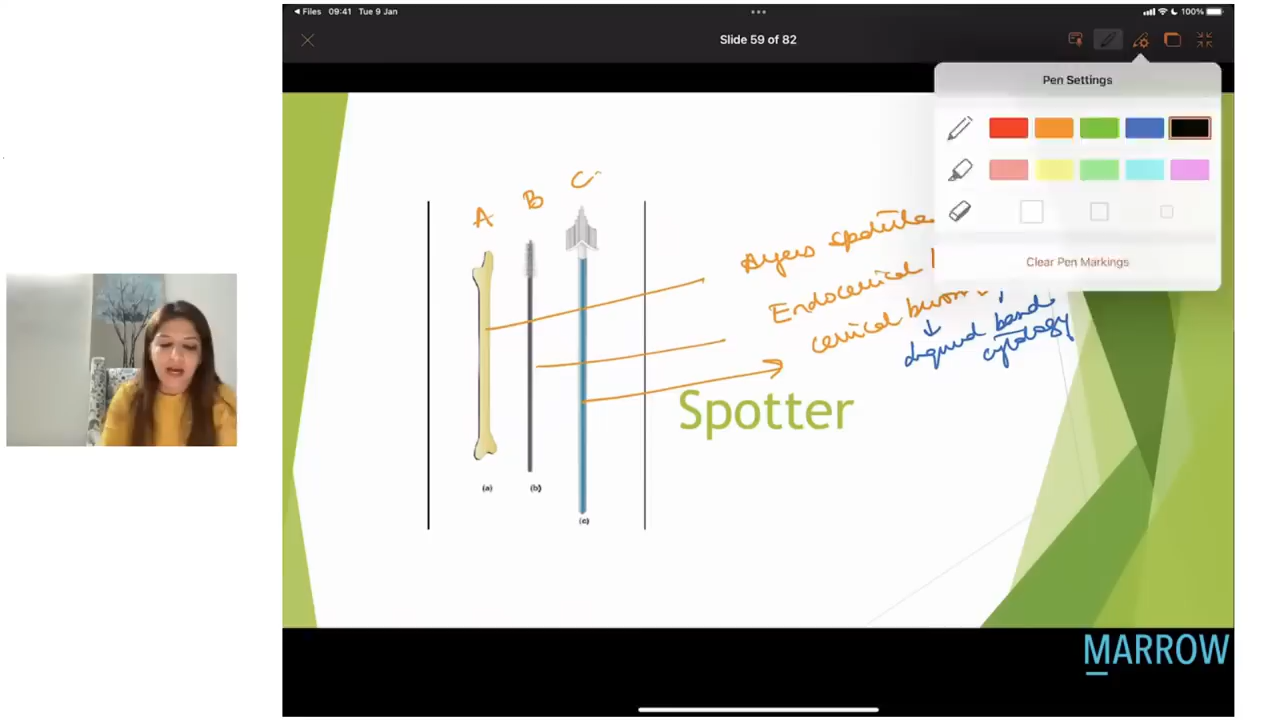 Files 09:41 Tue 9 Jan
100%
Slide 59 of 82
Pen Settings
Clear Pen Markings
A B C
Ayers spatula
Endocervical
cervical
liquid based
cytology
Spotter
(a) (b) (c)
MARROW